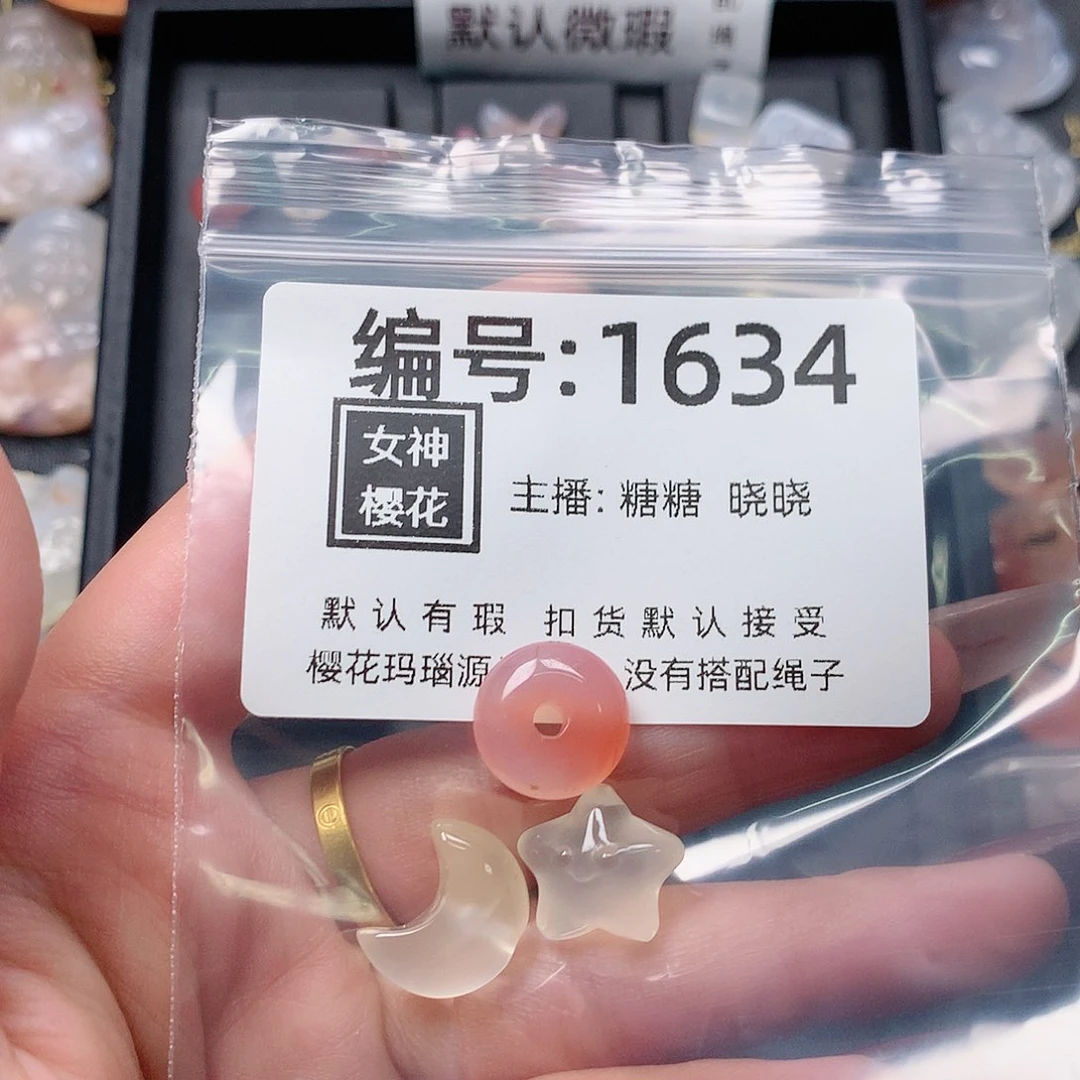 默认微瑕
编号:1634
女神
樱花
主播: 糖糖 晓晓
默认有瑕 扣货默认接受
樱花玛瑙源 没有搭配绳子